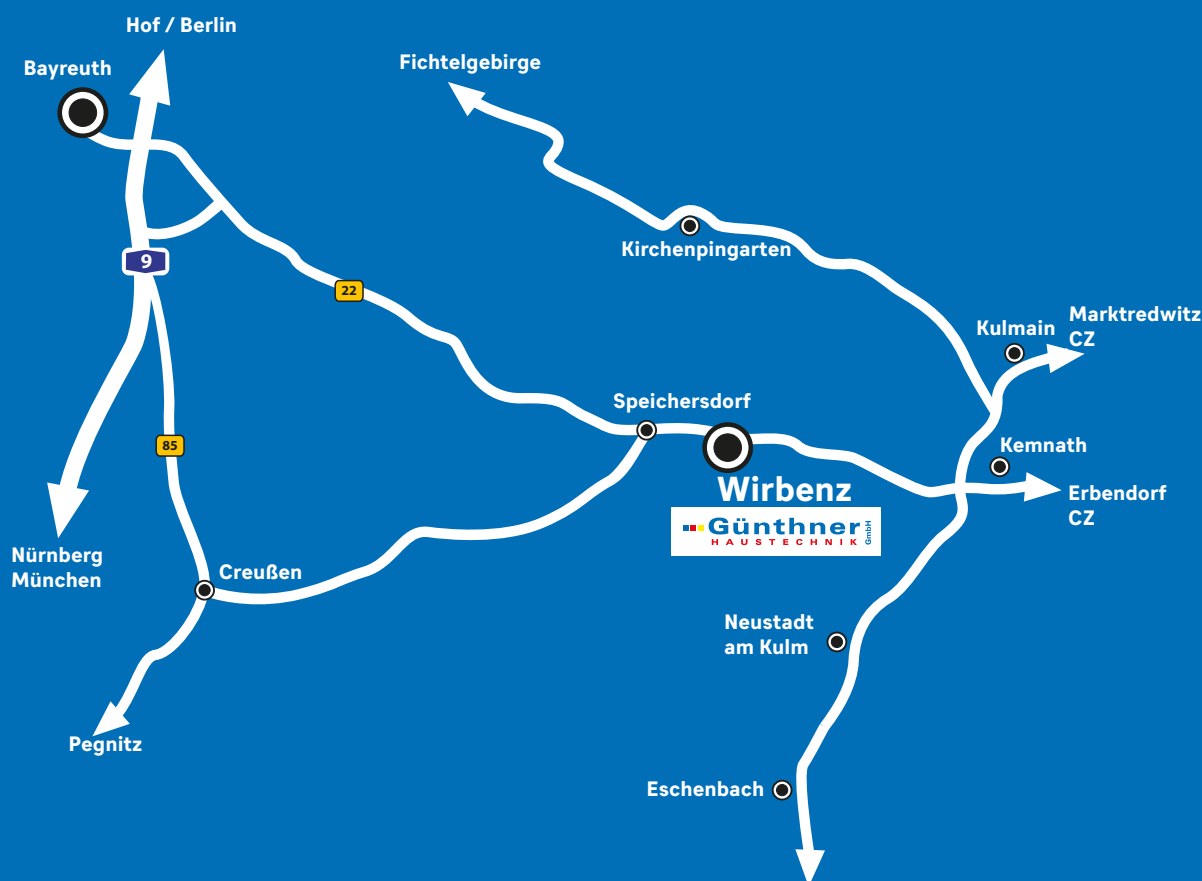 Hof / Berlin
Bayreuth
Fichtelgebirge
Kirchenpingarten
9
22
Kulmain
Marktredwitz
CZ
Speichersdorf
85
Kemnath
Wirbenz
Erbendorf
CZ
Günthner GmbH
HAUSTECHNIK
Nürnberg
München
Creußen
Neustadt
am Kulm
Pegnitz
Eschenbach